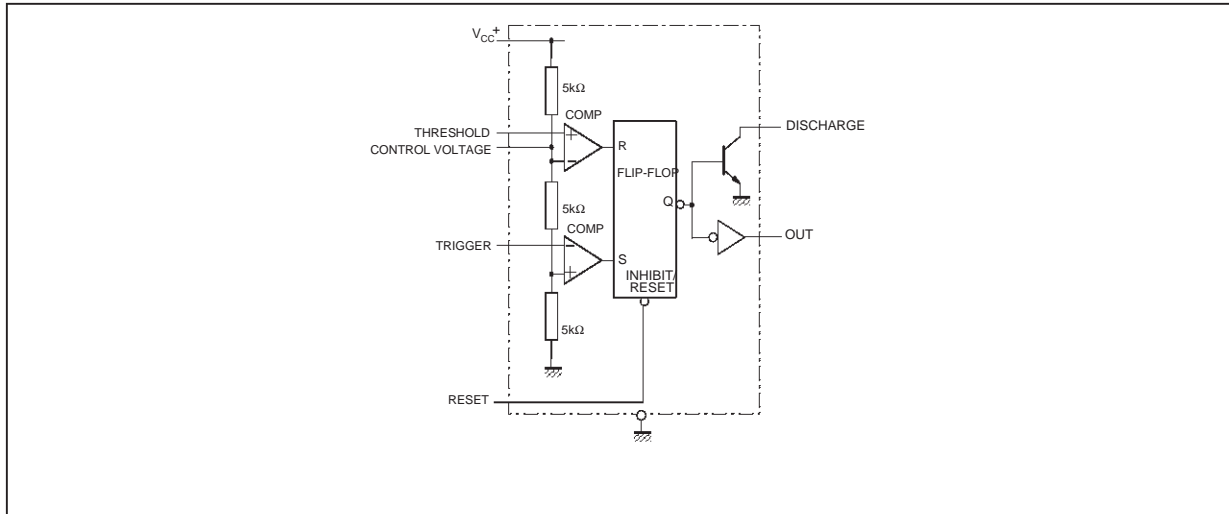 VCC+
5kΩ
COMP
THRESHOLD
CONTROL VOLTAGE
R
FLIP-FLOP
DISCHARGE
Q
5kΩ
COMP
TRIGGER
S
OUT
INHIBIT/
RESET
5kΩ
RESET